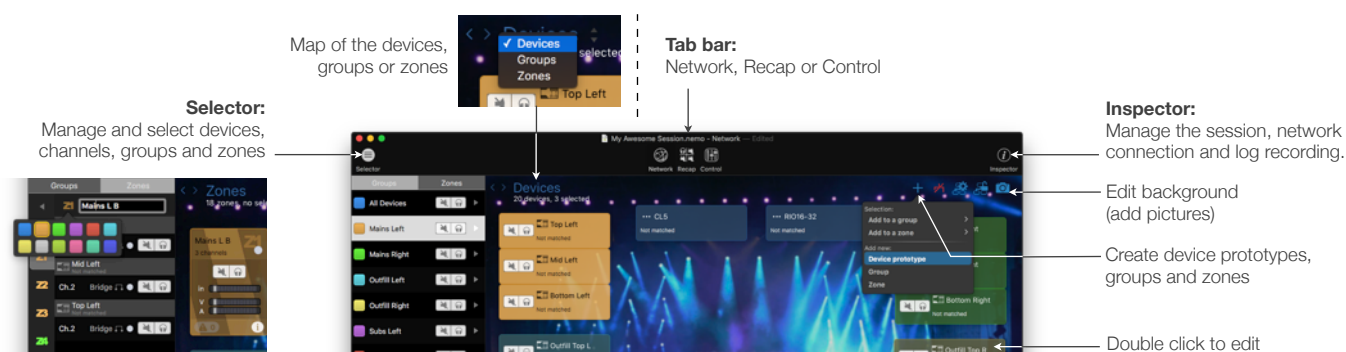 Map of the devices,
groups or zones
Devices
✓ Devices
Groups
Zones
selected
Top Left
Tab bar:
Network, Recap or Control
Selector:
Manage and select devices,
channels, groups and zones
Inspector:
Manage the session, network
connection and log recording.
Edit background
(add pictures)
Create device prototypes,
groups and zones
Double click to edit
My Awesome Session.nemo - Network — Edited
Selector
Network Recap Control
Inspector
Groups Zones
Z1 Mains L B
Mid Left
Not matched
Z2 Ch.2 Bridge
Top Left
Not matched
Z3
Ch.2 Bridge
Z4
Zones
18 zones, no sel
Mains L B
Z1
3 channels
In
V
A
Groups Zones
All Devices
Mains Left
Mains Right
Outfill Left
Outfill Right
Subs Left
Devices
20 devices, 3 selected
Top Left
Not matched
Mid Left
Not matched
Bottom Left
Not matched
Outfill Top L
CL5
Not matched
RIO16-32
Not matched
Selection:
Add to a group
Add to a zone
Add new:
Device prototype
Group
Zone
Bottom Right
Not matched
Outfill Top R